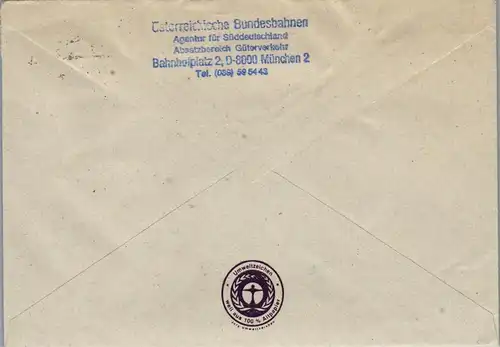 Österreichische Bundesbahnen
Agentur für Süddeutschland
Absatzbereich Güterverkehr
Bahnhofplatz 2, D-8000 München 2
Tel. (089) 59 54 43
Umweltzeichen
weil aus 100 % Altpapier